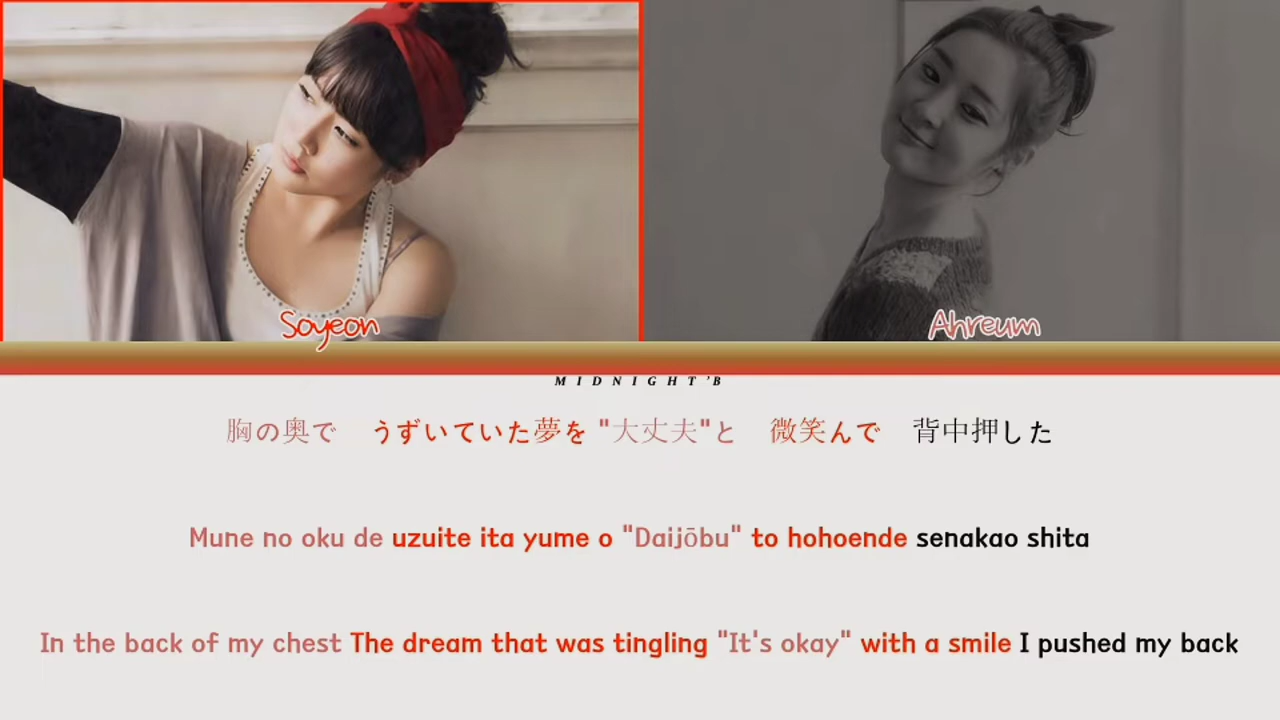 Soyeon
Ahreum
MIDNIGHT'B
胸の奥で　うずいていた夢を "大丈夫"と　微笑んで　背中押した
Mune no oku de uzuite ita yume o "Daijōbu" to hohoende senakao shita
In the back of my chest The dream that was tingling "It's okay" with a smile I pushed my back